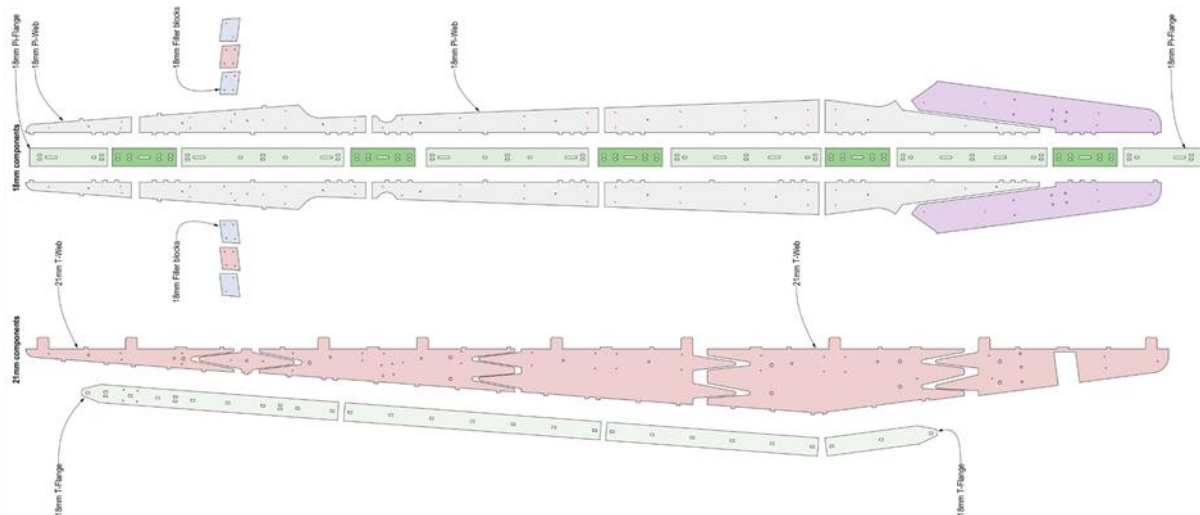 18mm Pi-Flange
18mm Pi-Web
18mm Filler blocks
18mm Pi-Web
18mm Pi-Flange
18mm components
18mm Filler blocks
21mm T-Web
21mm T-Web
21mm components
18mm T-Flange
18mm T-Flange